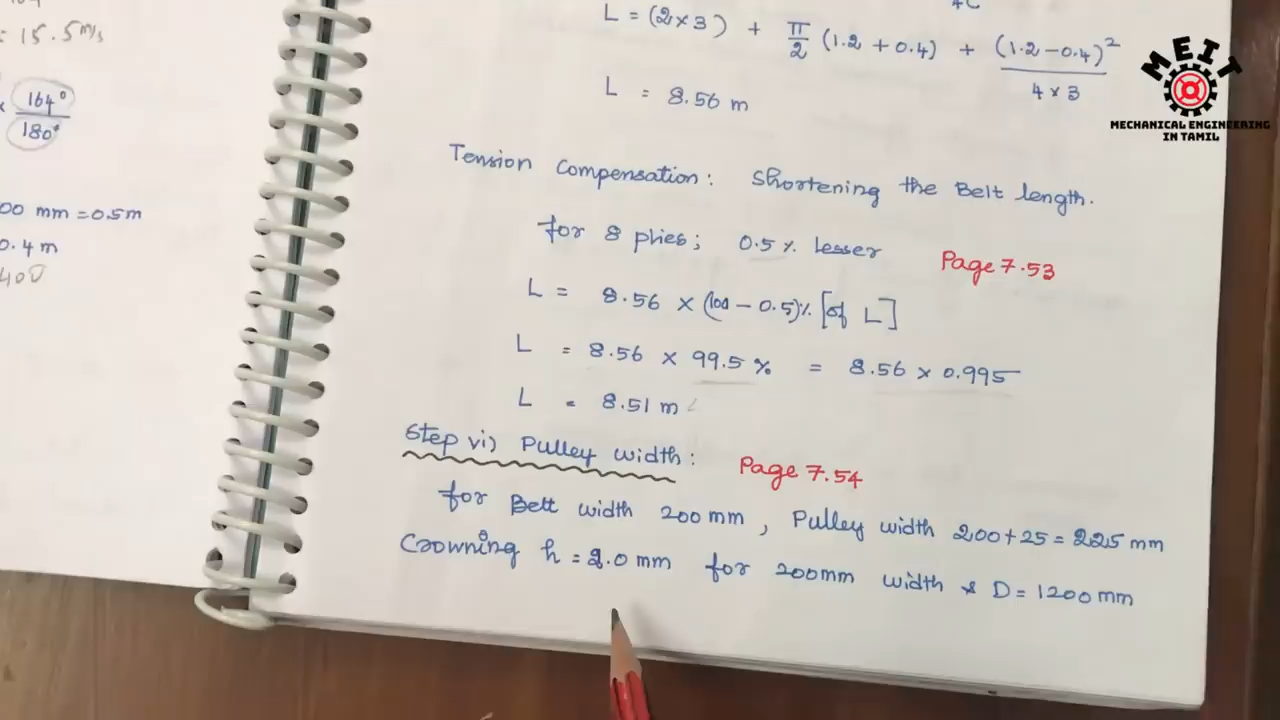 = 15.5 m/s
164°
180°
00 mm = 0.5m
0.4 m
4C
L = (2 × 3) + π/2 (1.2 + 0.4) + (1.2 - 0.4)² / 4 × 3
L = 8.56 m
Tension Compensation: Shortening the Belt length.
for 8 plies; 0.5 % lesser Page 7.53
L = 8.56 × (100 - 0.5)% [of L]
L = 8.56 × 99.5 % = 8.56 × 0.995
L = 8.51 m
Step vi) Pulley width: Page 7.54
for Belt width 200 mm, Pulley width 200 + 25 = 225 mm
Crowning h = 2.0 mm for 200mm width & D = 1200 mm
MEIT
MECHANICAL ENGINEERING
IN TAMIL